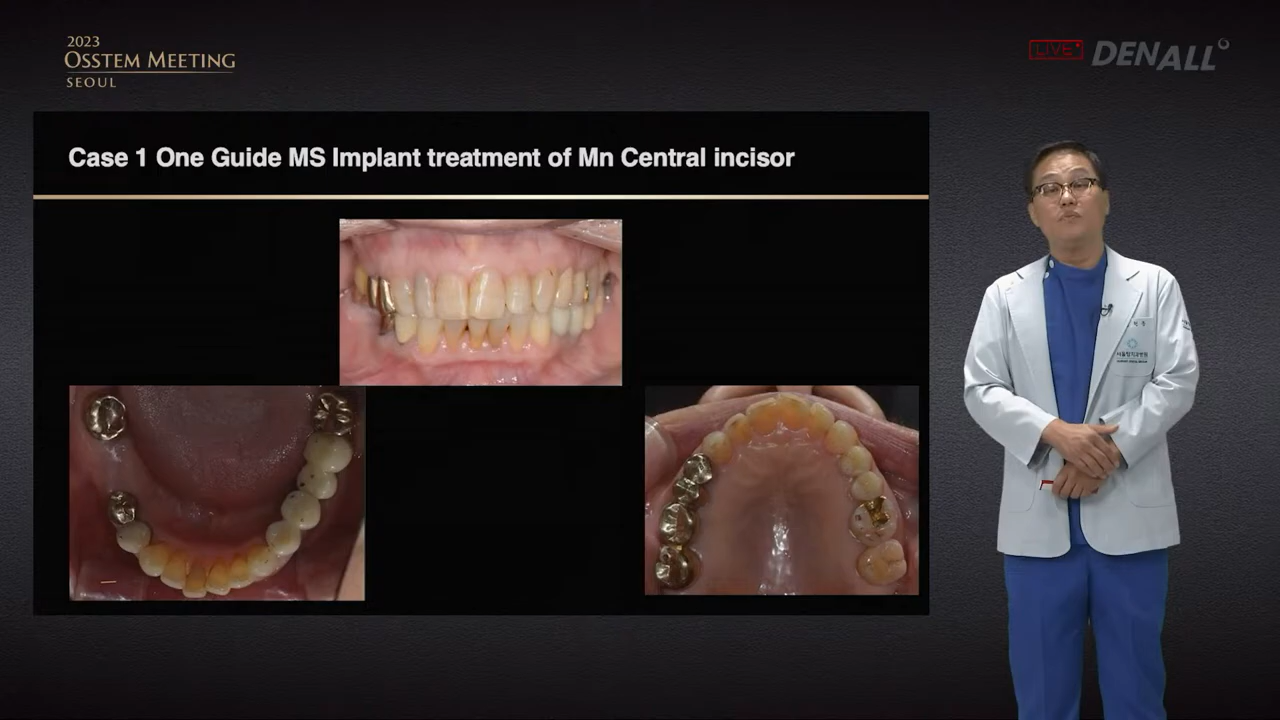 2023
OSSTEM MEETING
SEOUL
LIVE
DENALL
Case 1 One Guide MS Implant treatment of Mn Central incisor